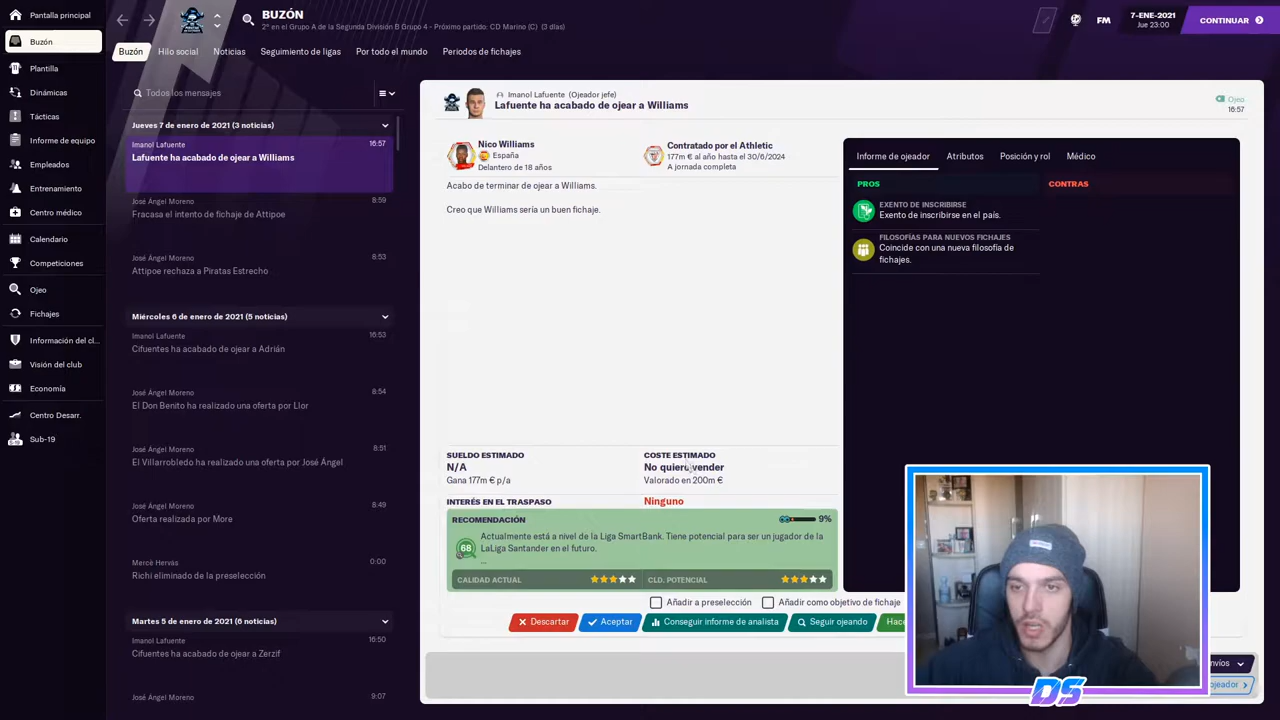 Pantalla principal
Buzón
Plantilla
Dinámicas
Tácticas
Informe de equipo
Empleados
Entrenamiento
Centro médico
Calendario
Competiciones
Ojeo
Fichajes
Información del cl...
Visión del club
Economía
Centro Desarr.
Sub-19
BUZÓN
2º en el Grupo A de la Segunda División B Grupo 4 - Próximo partido: CD Marino (C) (3 días)
FM
7-ENE-2021
Jue 23:00
CONTINUAR
Buzón Hilo social Noticias Seguimiento de ligas Por todo el mundo Periodos de fichajes
Todos los mensajes
Jueves 7 de enero de 2021 (3 noticias)
Imanol Lafuente 16:57
Lafuente ha acabado de ojear a Williams
José Ángel Moreno 8:59
Fracasa el intento de fichaje de Attipoe
José Ángel Moreno 8:53
Attipoe rechaza a Piratas Estrecho
Miércoles 6 de enero de 2021 (5 noticias)
Imanol Lafuente 16:53
Cifuentes ha acabado de ojear a Adrián
José Ángel Moreno 8:54
El Don Benito ha realizado una oferta por Llor
José Ángel Moreno 8:51
El Villarrobledo ha realizado una oferta por José Ángel
José Ángel Moreno 8:49
Oferta realizada por More
Mercè Hervàs 0:00
Richi eliminado de la preselección
Martes 5 de enero de 2021 (6 noticias)
Imanol Lafuente 16:50
Cifuentes ha acabado de ojear a Zerzif
José Ángel Moreno 9:07
Imanol Lafuente (Ojeador jefe)
Lafuente ha acabado de ojear a Williams
Ojeo
16:57
Nico Williams
España
Delantero de 18 años
Contratado por el Athletic
177m € al año hasta el 30/6/2024
A jornada completa
Acabo de terminar de ojear a Williams.
Creo que Williams sería un buen fichaje.
SUELDO ESTIMADO
N/A
Gana 177m € p/a
COSTE ESTIMADO
No quiere vender
Valorado en 200m €
INTERÉS EN EL TRASPASO Ninguno
RECOMENDACIÓN 9%
68
Actualmente está a nivel de la Liga SmartBank. Tiene potencial para ser un jugador de la
LaLiga Santander en el futuro.
...
CALIDAD ACTUAL CLD. POTENCIAL
Añadir a preselección Añadir como objetivo de fichaje
Descartar Aceptar Conseguir informe de analista Seguir ojeando Hace
Informe de ojeador Atributos Posición y rol Médico
PROS CONTRAS
EXENTO DE INSCRIBIRSE
Exento de inscribirse en el país.
FILOSOFÍAS PARA NUEVOS FICHAJES
Coincide con una nueva filosofía de
fichajes.
nvíos
ojeador
DS